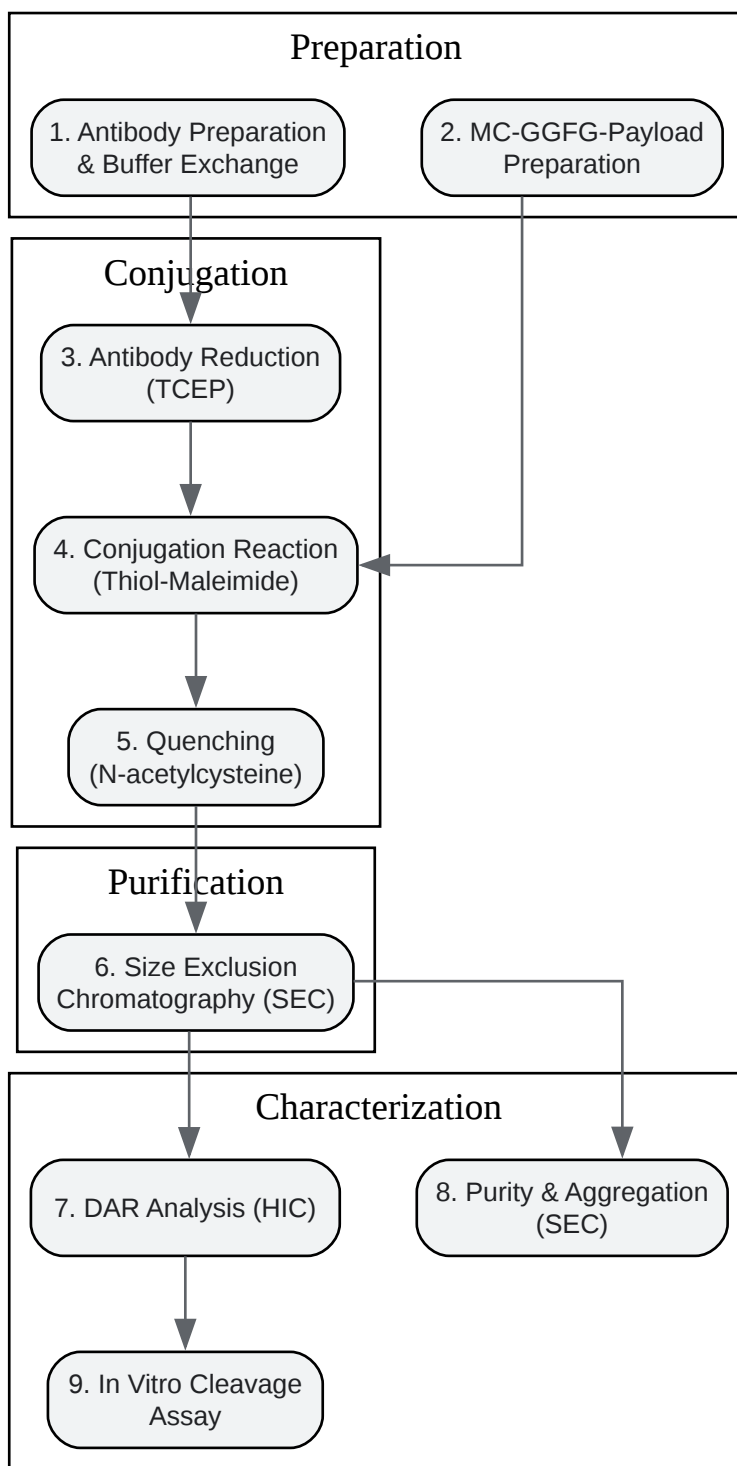 Preparation
1. Antibody Preparation
& Buffer Exchange
2. MC-GGFG-Payload
Preparation
Conjugation
3. Antibody Reduction
(TCEP)
4. Conjugation Reaction
(Thiol-Maleimide)
5. Quenching
(N-acetylcysteine)
Purification
6. Size Exclusion
Chromatography (SEC)
Characterization
7. DAR Analysis (HIC)
8. Purity & Aggregation
(SEC)
9. In Vitro Cleavage
Assay